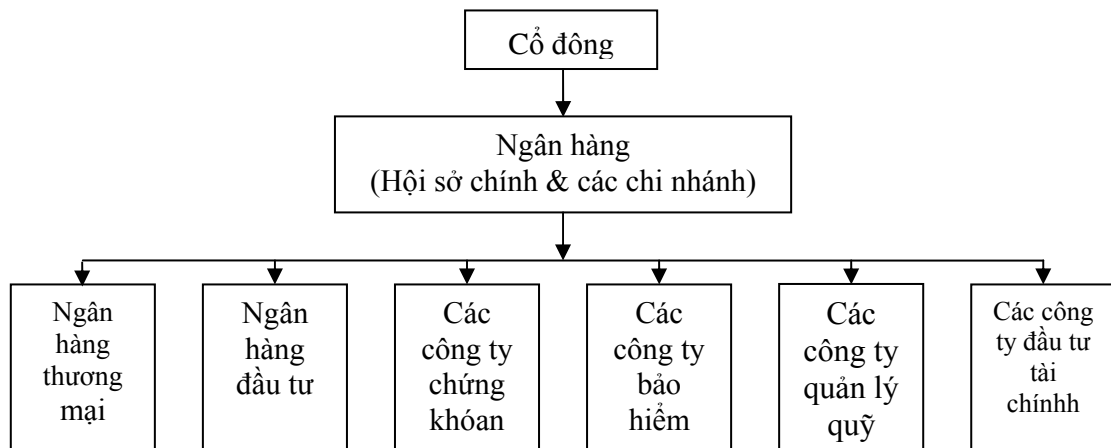 Cổ đông
Ngân hàng
(Hội sở chính & các chi nhánh)
Ngân
hàng
thương
mại
Ngân
hàng
đầu tư
Các
công ty
chứng
khóan
Các
công ty
bảo
hiểm
Các
công ty
quản lý
quỹ
Các công
ty đầu tư
tài
chínhh